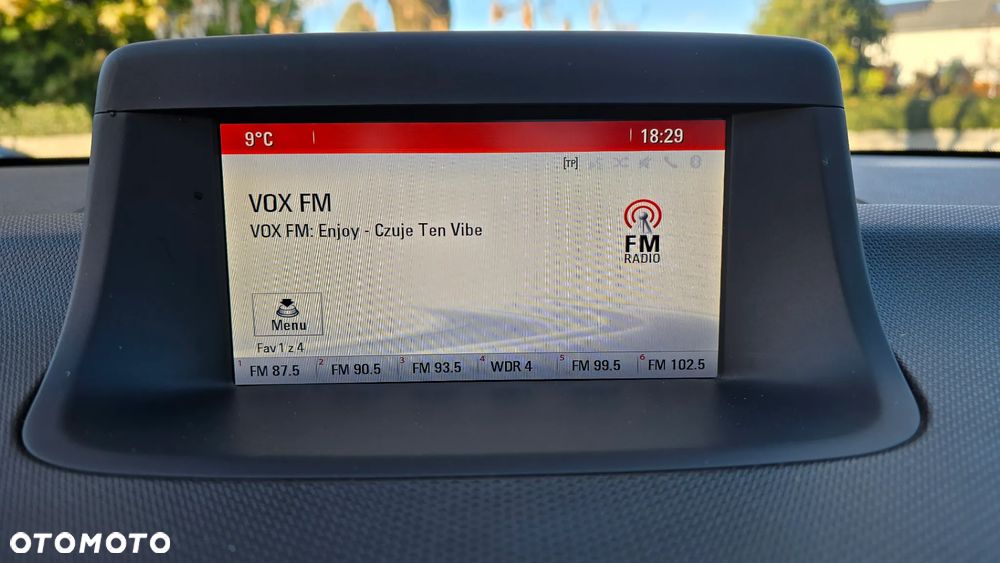 9°C 18:29
[TP]
VOX FM
VOX FM: Enjoy - Czuje Ten Vibe
FM
RADIO
Menu
Fav 1 z 4
1 FM 87.5 2 FM 90.5 3 FM 93.5 4 WDR 4 5 FM 99.5 6 FM 102.5
OTOMOTO